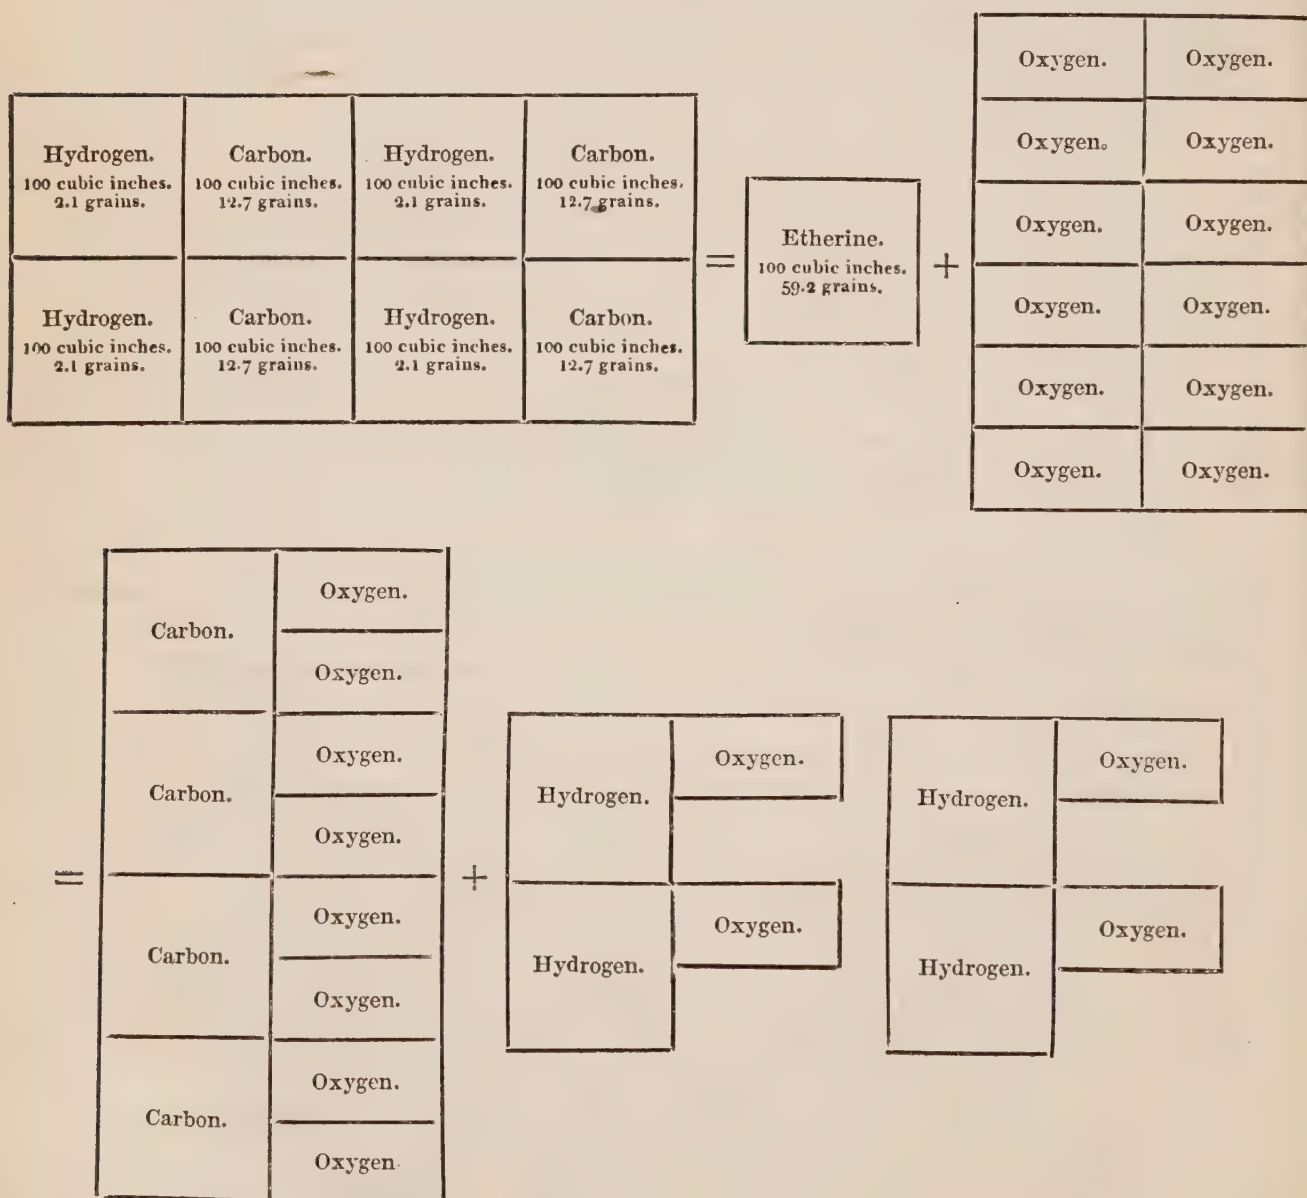 Hydrogen.
100 cubic inches.
2.1 grains.
Carbon.
100 cubic inches.
12.7 grains.
Hydrogen.
100 cubic inches.
2.1 grains.
Carbon.
100 cubic inches.
12.7 grains.
Hydrogen.
100 cubic inches.
2.1 grains.
Carbon.
100 cubic inches.
12.7 grains.
Hydrogen.
100 cubic inches.
2.1 grains.
Carbon.
100 cubic inches.
12.7 grains.
=
Etherine.
100 cubic inches.
59.2 grains.
+
Oxygen. Oxygen.
Oxygen. Oxygen.
Oxygen. Oxygen.
Oxygen. Oxygen.
Oxygen. Oxygen.
Oxygen. Oxygen.
=
Carbon.
Oxygen.
Oxygen.
Carbon.
Oxygen.
Oxygen.
Carbon.
Oxygen.
Oxygen.
Carbon.
Oxygen.
Oxygen
+
Hydrogen.
Oxygen.
Hydrogen.
Oxygen.
Hydrogen.
Oxygen.
Hydrogen.
Oxygen.